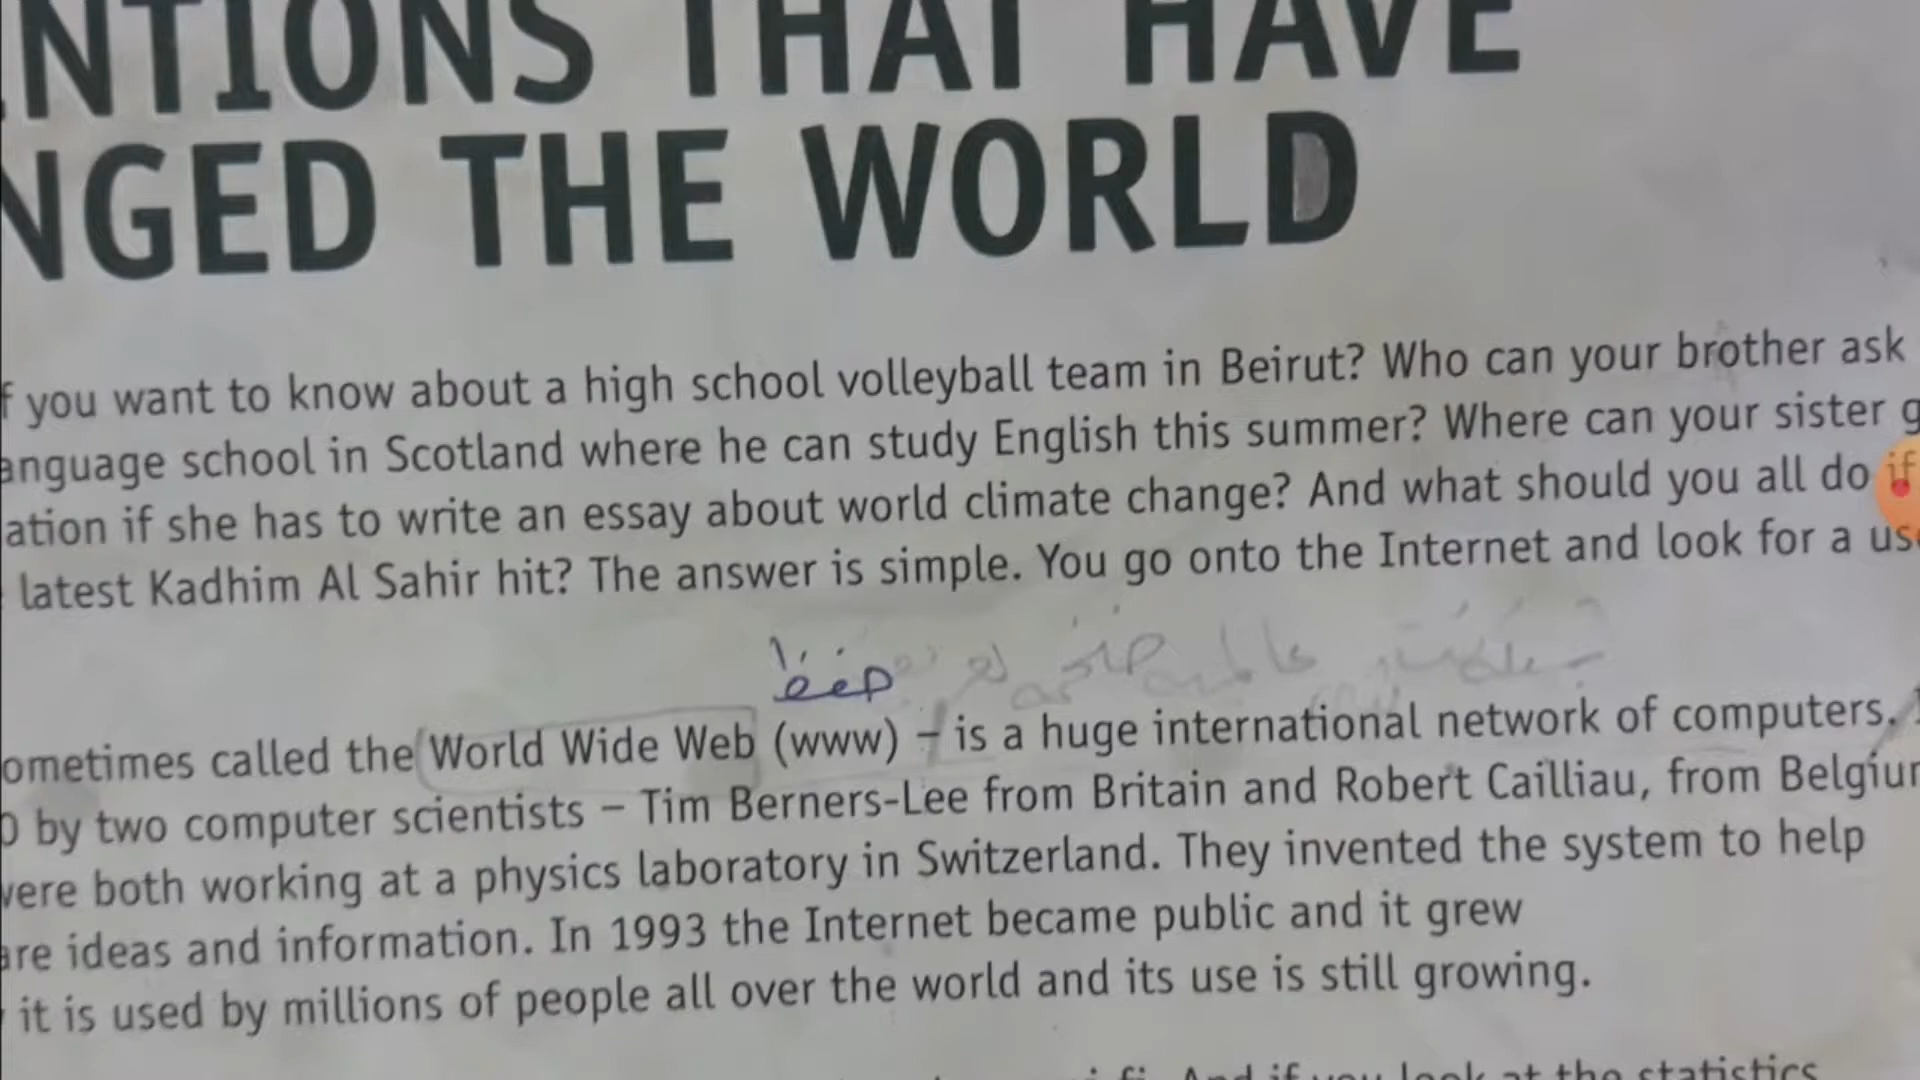 NTIONS THAT HAVE
NGED THE WORLD
f you want to know about a high school volleyball team in Beirut? Who can your brother ask
anguage school in Scotland where he can study English this summer? Where can your sister g
ation if she has to write an essay about world climate change? And what should you all do if
latest Kadhim Al Sahir hit? The answer is simple. You go onto the Internet and look for a us
ometimes called the World Wide Web (www) – is a huge international network of computers.
0 by two computer scientists – Tim Berners-Lee from Britain and Robert Cailliau, from Belgiu
were both working at a physics laboratory in Switzerland. They invented the system to help
are ideas and information. In 1993 the Internet became public and it grew
it is used by millions of people all over the world and its use is still growing.
And if you look at the statistics